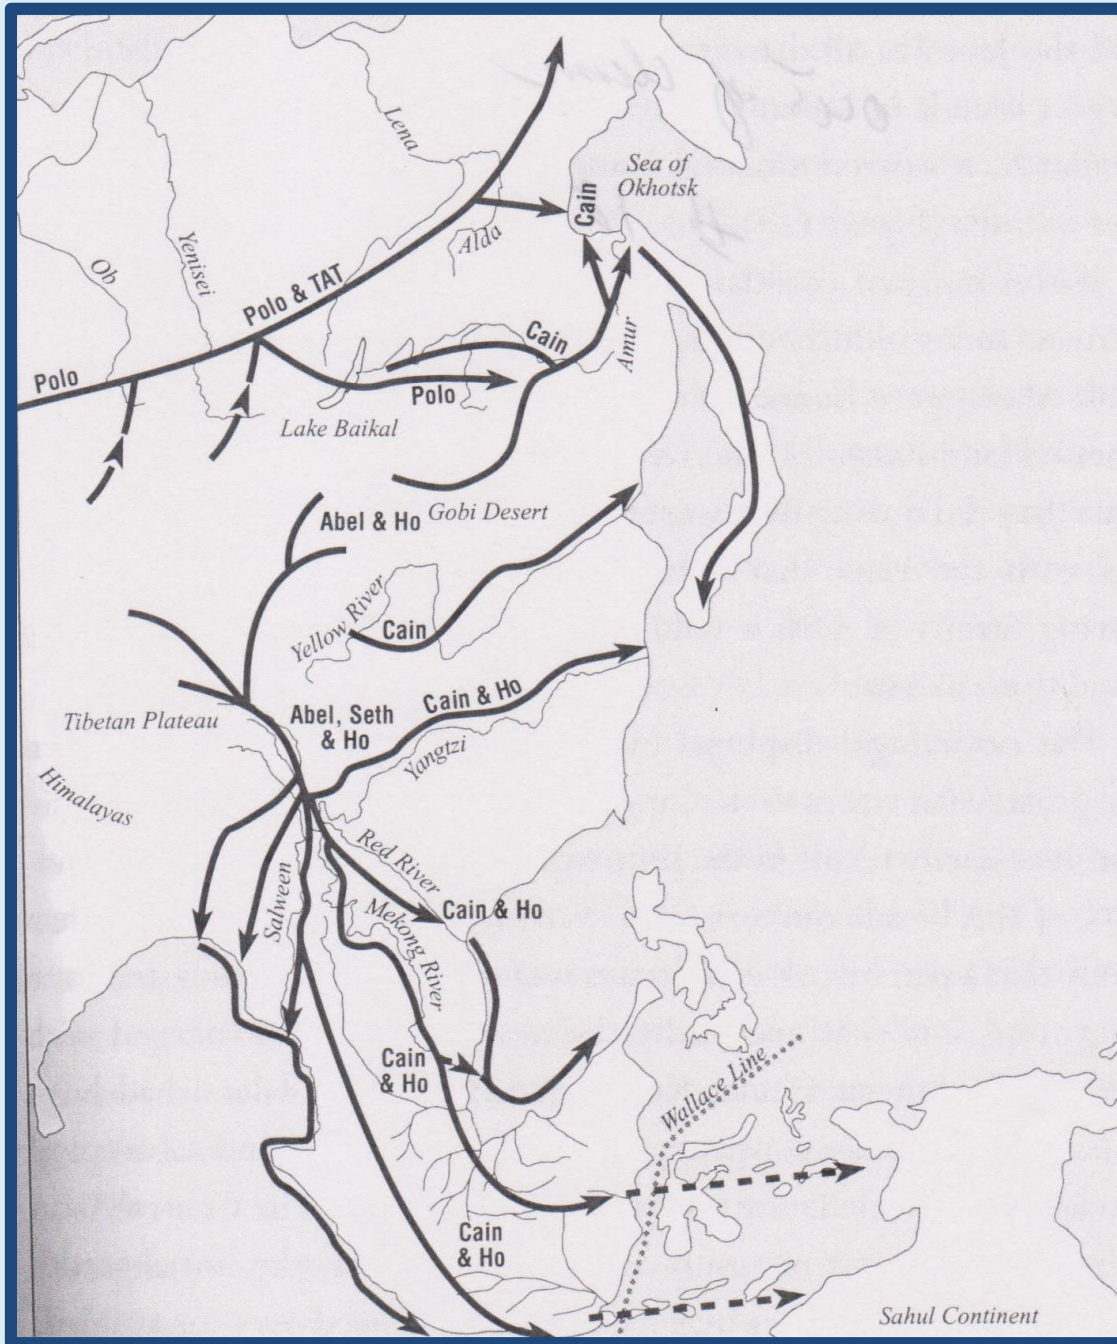 Lena
Sea of
Okhotsk
Cain
Alda
Yenisei
Ob
Polo & TAT
Cain
Amur
Polo
Polo
Lake Baikal
Abel & Ho
Gobi Desert
Yellow River
Cain
Cain & Ho
Abel, Seth
& Ho
Tibetan Plateau
Yangtzi
Himalayas
Red River
Salween
Mekong River
Cain & Ho
Cain
& Ho
Wallace Line
Cain
& Ho
Sahul Continent